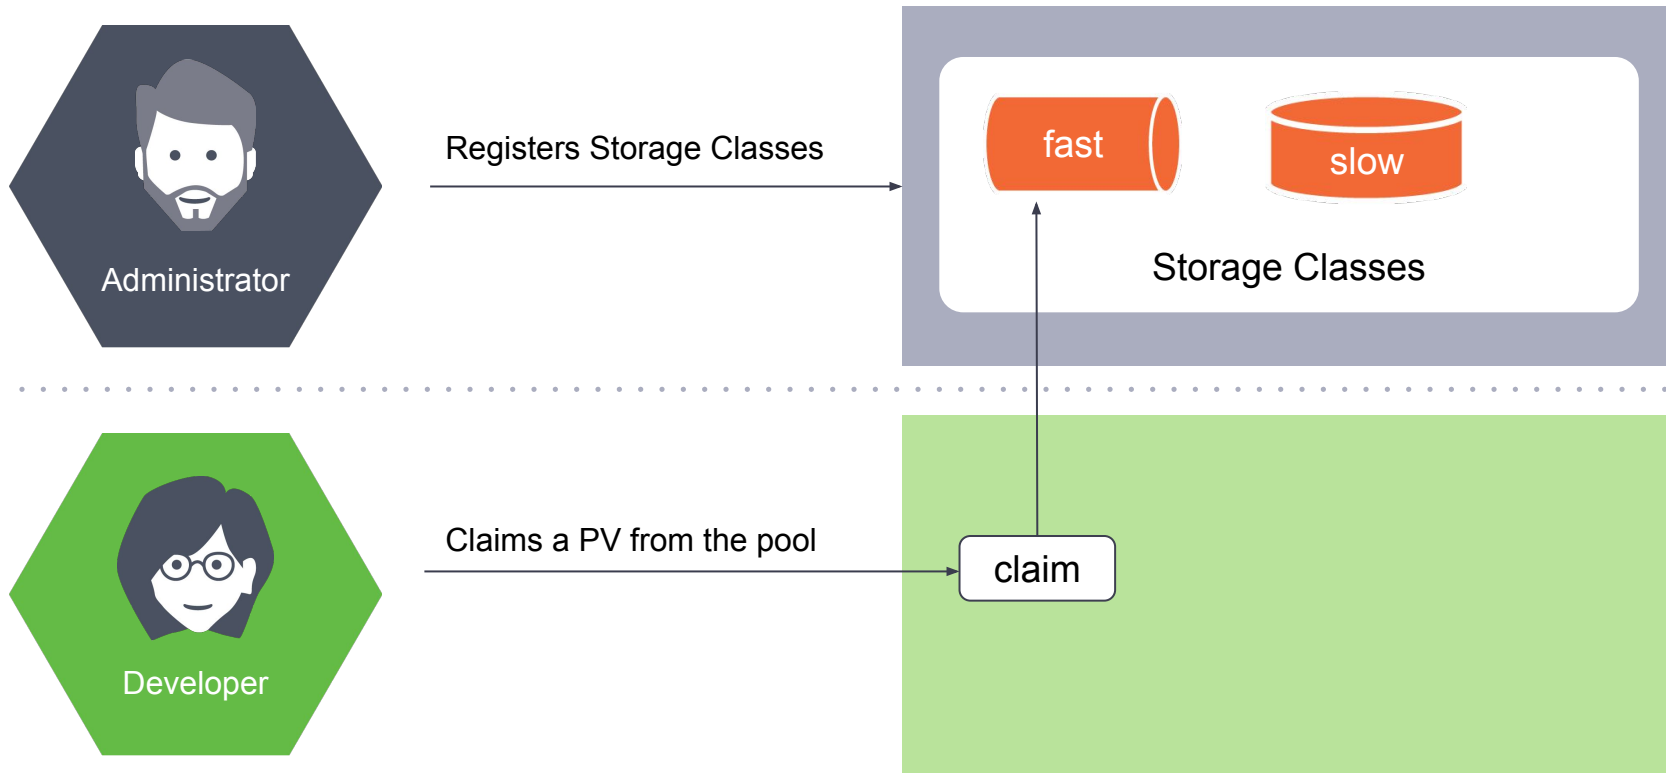 Registers Storage Classes
fast
slow
Administrator
Storage Classes
Claims a PV from the pool
claim
Developer